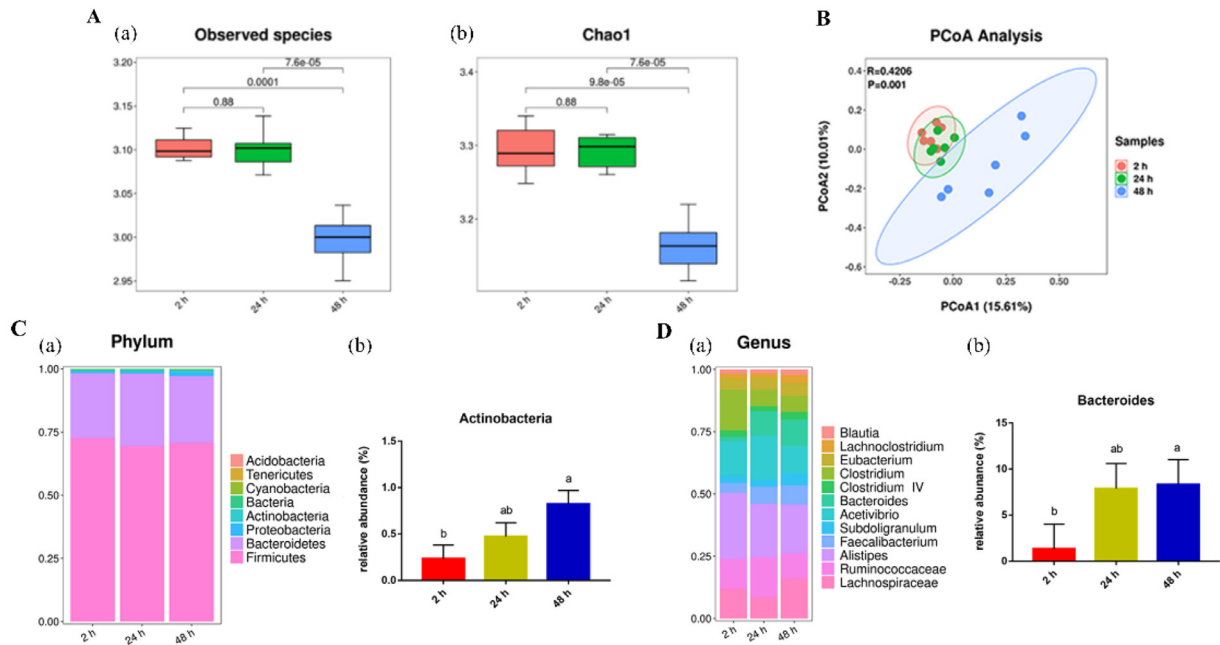 A
(a)
Observed species
3.20
3.15
3.10
3.05
3.00
2.95
7.6e-05
0.0001
0.88
2 h
24 h
48 h
(b)
Chao1
3.4
3.3
3.2
7.6e-05
9.8e-05
0.88
2 h
24 h
48 h
B
PCoA Analysis
R=0.4206
P=0.001
PCoA2 (10.01%)
0.4
0.2
0.0
-0.2
-0.4
-0.6
-0.25
0.00
0.25
0.50
PCoA1 (15.61%)
Samples
2 h
24 h
48 h
C
(a)
Phylum
1.00
0.75
0.50
0.25
0.00
2 h
24 h
48 h
Acidobacteria
Tenericutes
Cyanobacteria
Bacteria
Actinobacteria
Proteobacteria
Bacteroidetes
Firmicutes
(b)
Actinobacteria
relative abundance (%)
1.5
1.0
0.5
0.0
b
ab
a
2 h
24 h
48 h
D
(a)
Genus
1.00
0.75
0.50
0.25
0.00
2 h
24 h
48 h
Blautia
Lachnoclostridium
Eubacterium
Clostridium
Clostridium IV
Bacteroides
Acetivibrio
Subdoligranulum
Faecalibacterium
Alistipes
Ruminococcaceae
Lachnospiraceae
(b)
Bacteroides
relative abunance (%)
15
10
5
0
b
ab
a
2 h
24 h
48 h